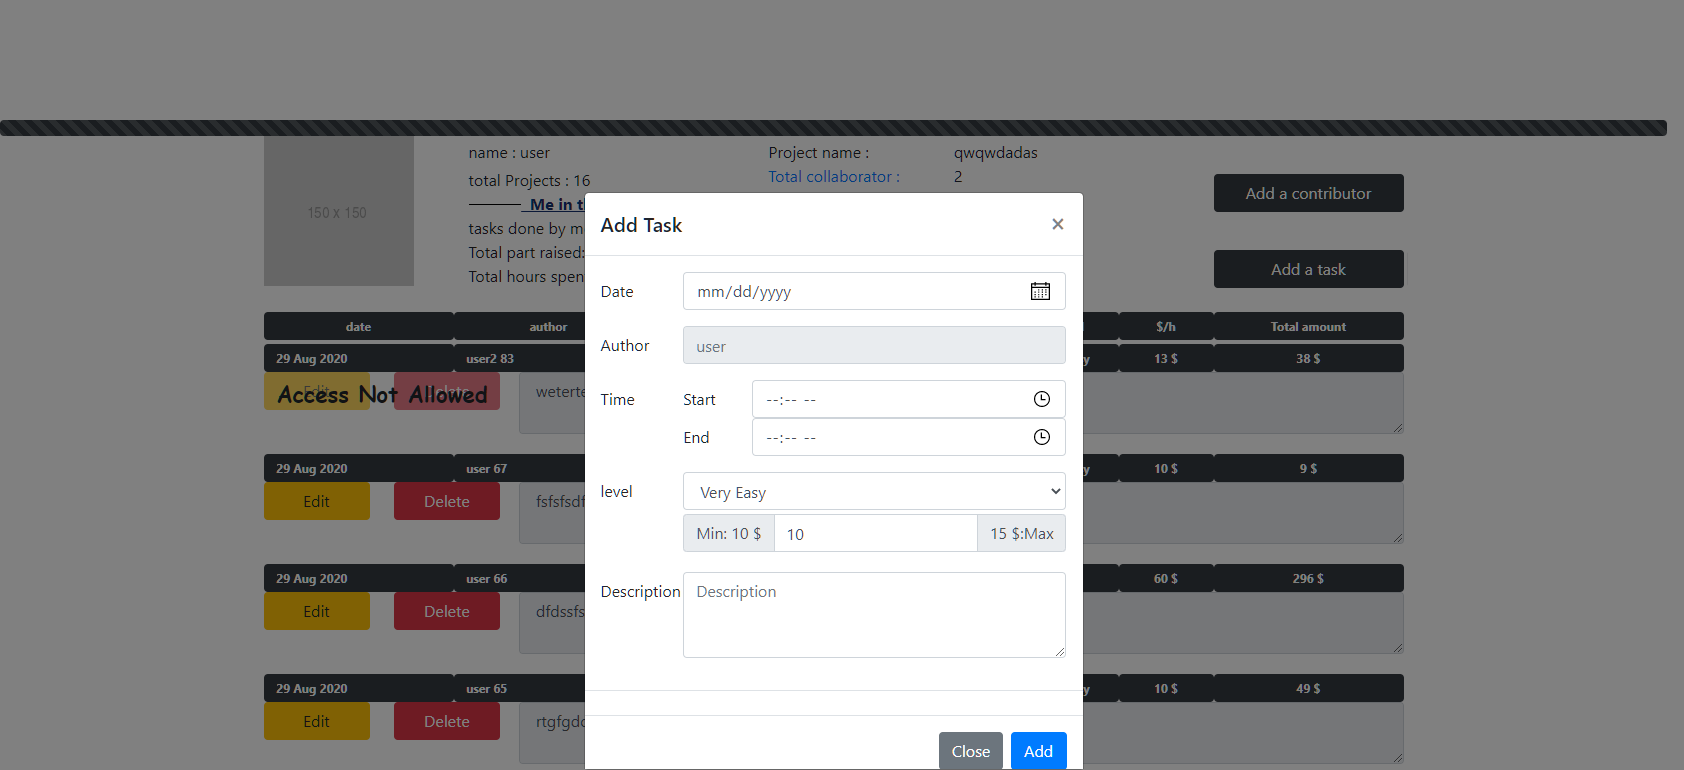 name : user
Project name :
qwqwdadas
total Projects : 16
Total collaborator :
2
150 x 150
Me in th
tasks done by m
Total part raised:
Total hours spen
Add a contributor
Add a task
Add Task
×
Date
mm/dd/yyyy
Author
user
Time
Start
--:-- --
End
--:-- --
level
Very Easy
Min: 10 $
10
15 $:Max
Description
Description
Close
Add
date
author
$/h
Total amount
29 Aug 2020
user2 83
y
13 $
38 $
Edit
Delete
Access Not Allowed
weterte
29 Aug 2020
user 67
y
10 $
9 $
Edit
Delete
fsfsfsdf
29 Aug 2020
user 66
60 $
296 $
Edit
Delete
dfdssfs
29 Aug 2020
user 65
y
10 $
49 $
Edit
Delete
rtgfgdc